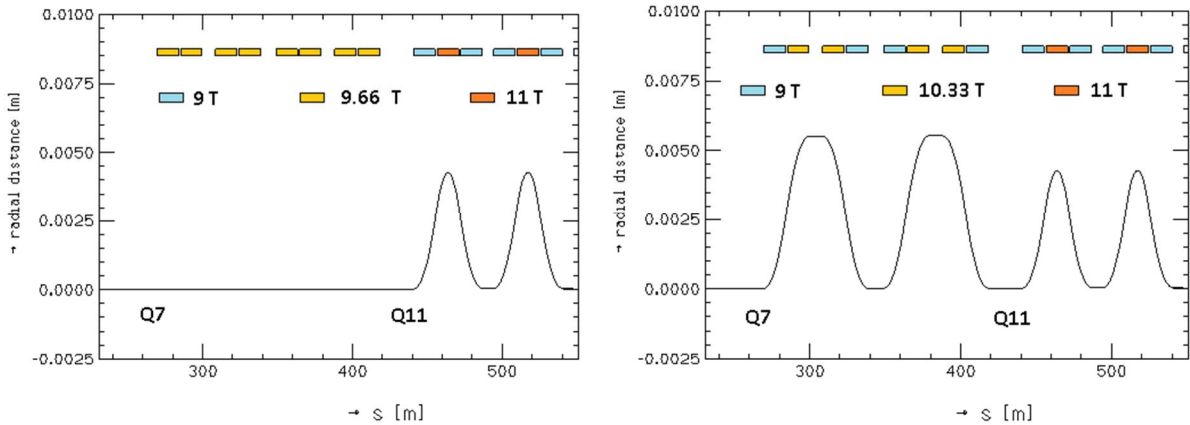 0.0100
0.0075
0.0050
0.0025
0.0000
-0.0025
→ radial distance [m]
9 T
9.66 T
11 T
Q7
Q11
300
400
500
→ s [m]
0.0100
0.0075
0.0050
0.0025
0.0000
-0.0025
→ radial distance [m]
9 T
10.33 T
11 T
Q7
Q11
300
400
500
→ s [m]